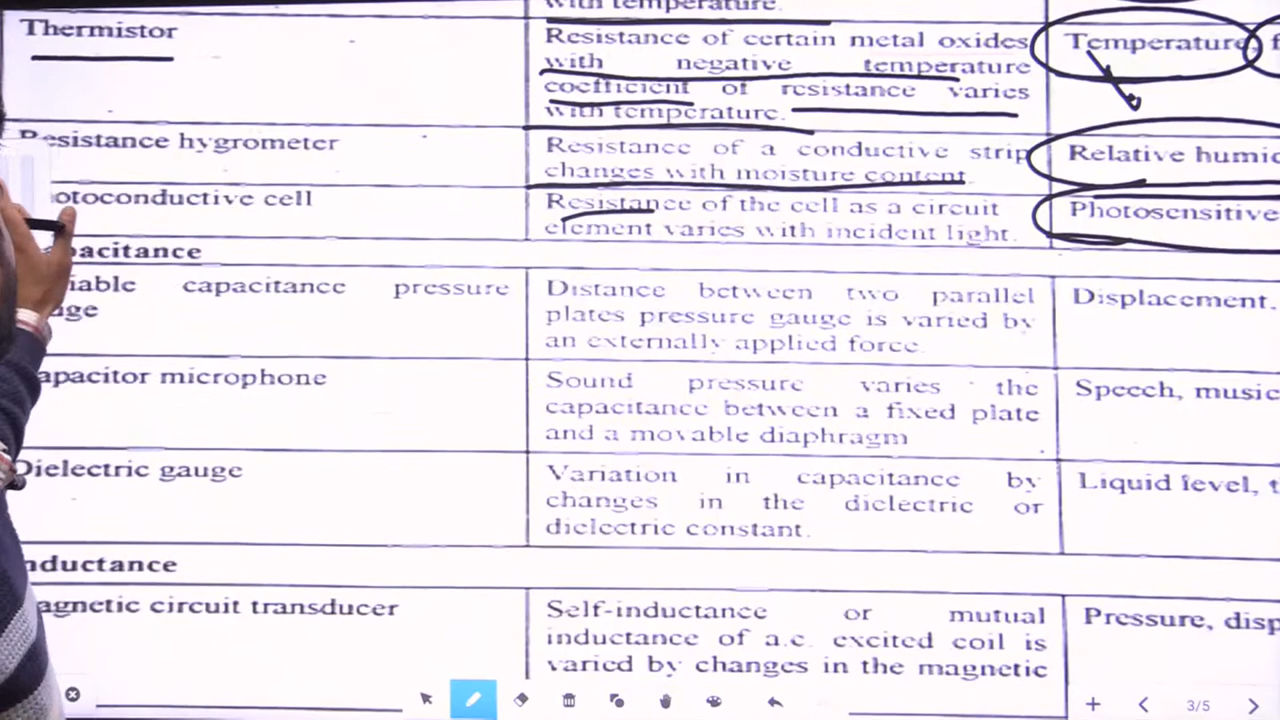 with temperature.
Thermistor
Resistance of certain metal oxides
with negative temperature
coefficient of resistance varies
with temperature.
Temperature,
Resistance hygrometer
Resistance of a conductive strip
changes with moisture content.
Relative humid
otoconductive cell
Resistance of the cell as a circuit
element varies with incident light.
Photosensitive
pacitance
iable capacitance pressure
uge
Distance between two parallel
plates pressure gauge is varied by
an externally applied force.
Displacement,
apacitor microphone
Sound pressure varies the
capacitance between a fixed plate
and a movable diaphragm
Speech, music
Dielectric gauge
Variation in capacitance by
changes in the dielectric or
dielectric constant.
Liquid level, t
nductance
agnetic circuit transducer
Self-inductance or mutual
inductance of a.c. excited coil is
varied by changes in the magnetic
Pressure, disp
3/5